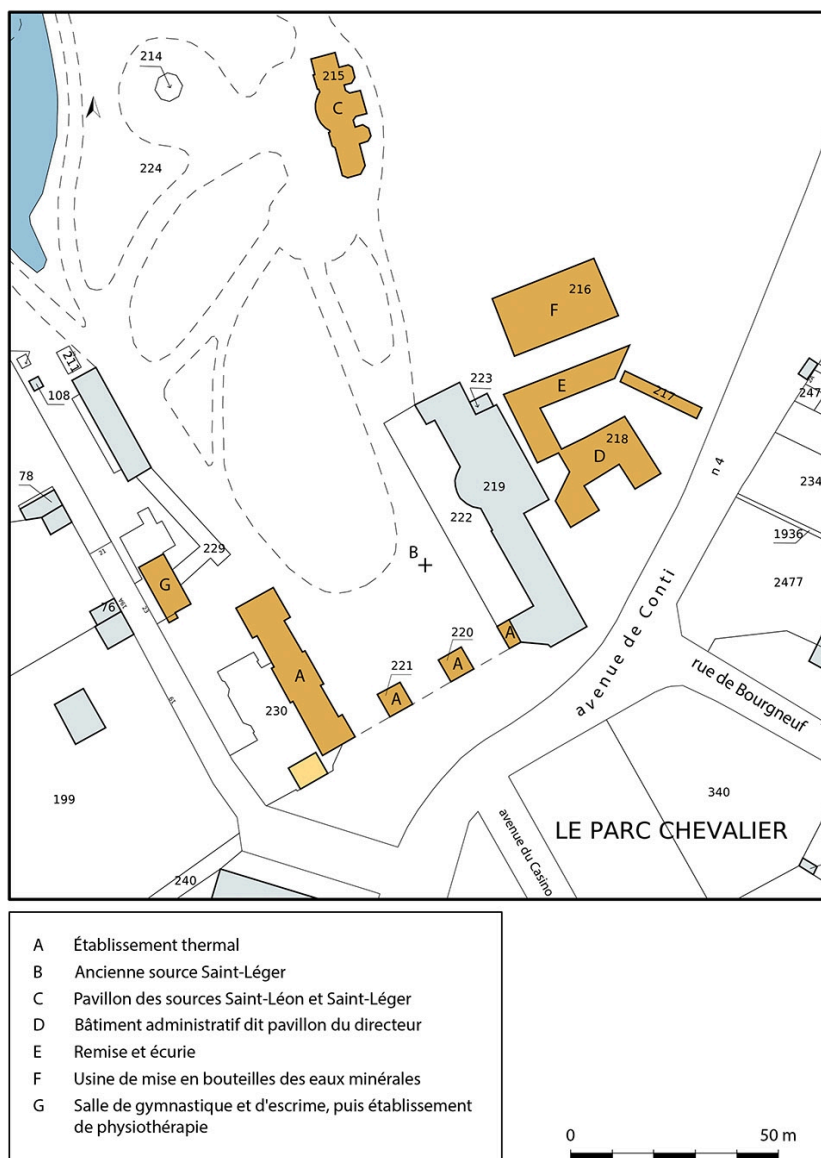 214
215
C
224
216
F
E
217
223
211
108
218
D
247
234
n 4
78
219
222
1936
B
229
2477
G
76
21
19A
23
A
220
A
221
A
A
avenue de Conti
rue de Bourgneuf
230
19
199
340
LE PARC CHEVALIER
avenue du Casino
240
A Établissement thermal
B Ancienne source Saint-Léger
C Pavillon des sources Saint-Léon et Saint-Léger
D Bâtiment administratif dit pavillon du directeur
E Remise et écurie
F Usine de mise en bouteilles des eaux minérales
G Salle de gymnastique et d'escrime, puis établissement
de physiothérapie
0 50 m